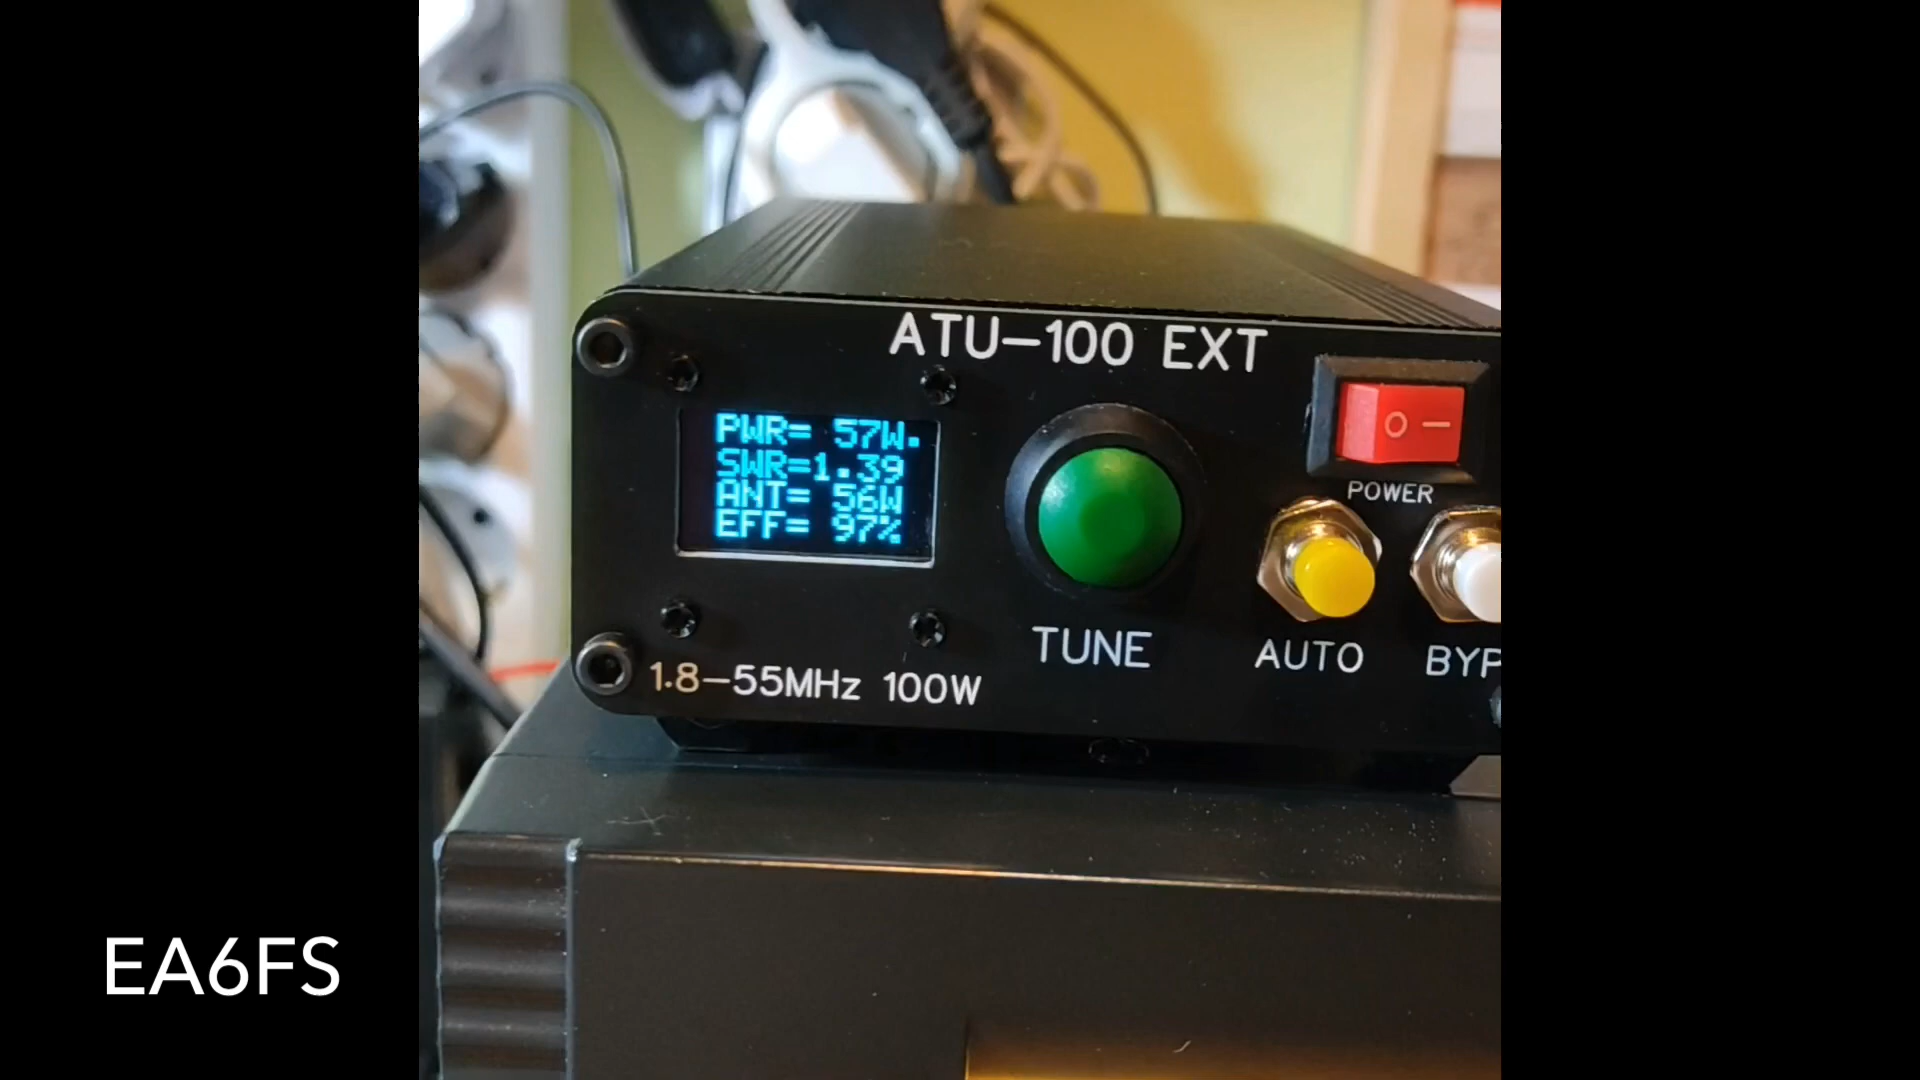 ATU-100 EXT
PWR= 57W.
SWR=1.39
ANT= 56W
EFF= 97%
O –
POWER
TUNE
AUTO
BYP
1.8-55MHz 100W
EA6FS